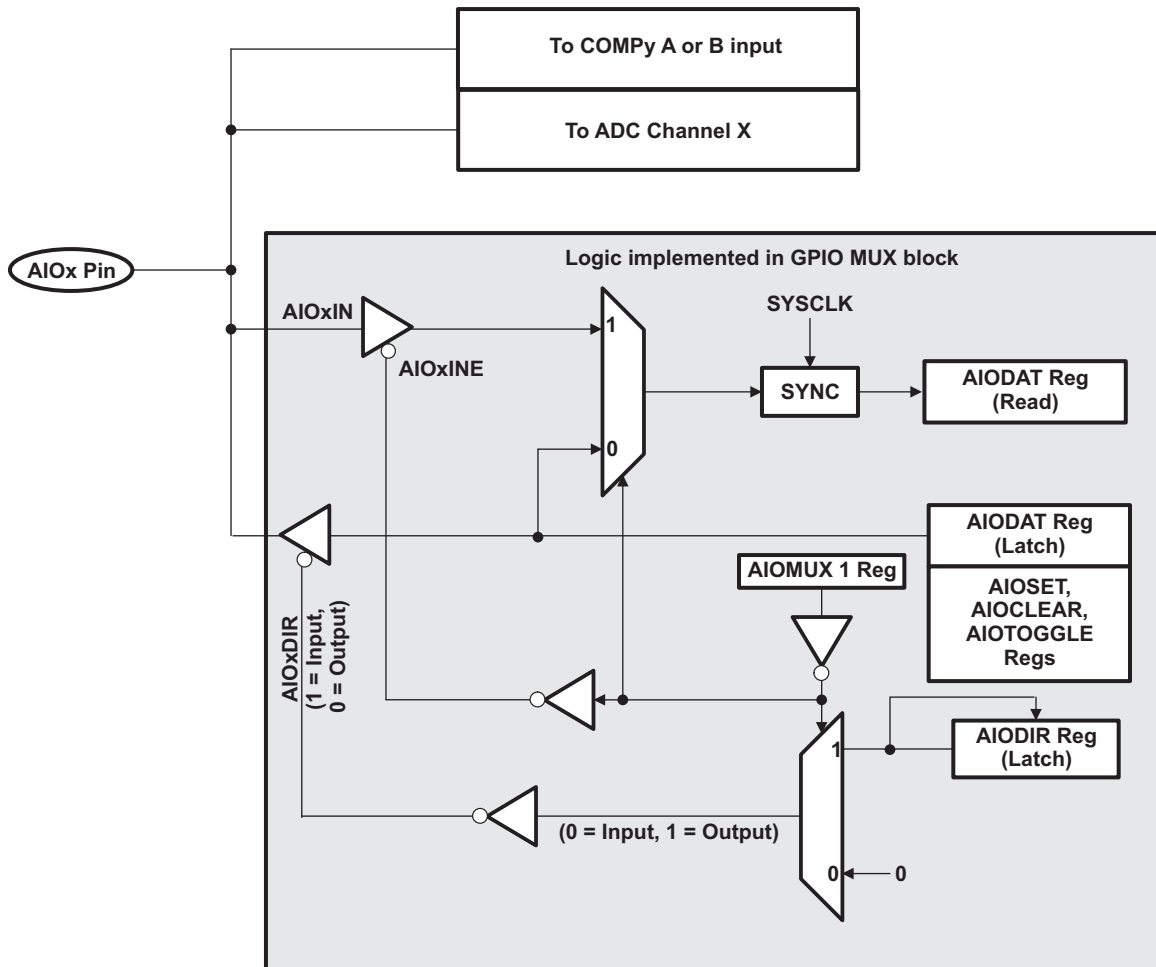 To COMPy A or B input
To ADC Channel X
AIOx Pin
Logic implemented in GPIO MUX block
AIOxIN
AIOxINE
1
0
SYSCLK
SYNC
AIODAT Reg
(Read)
AIODAT Reg
(Latch)
AIOSET,
AIOCLEAR,
AIOTOGGLE
Regs
AIOMUX 1 Reg
AIOxDIR
(1 = Input,
0 = Output)
1
AIODIR Reg
(Latch)
(0 = Input, 1 = Output)
0
0